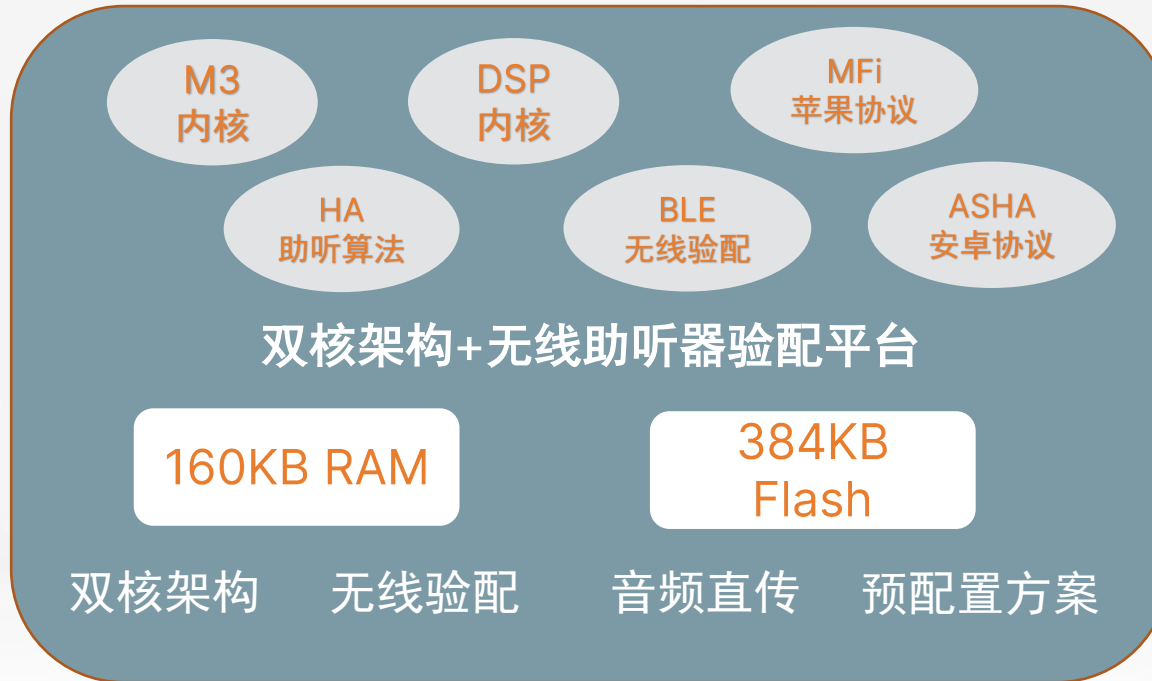 M3
内核
DSP
内核
MFi
苹果协议
HA
助听算法
BLE
无线验配
ASHA
安卓协议
双核架构+无线助听器验配平台
160KB RAM
384KB
Flash
双核架构 无线验配 音频直传 预配置方案